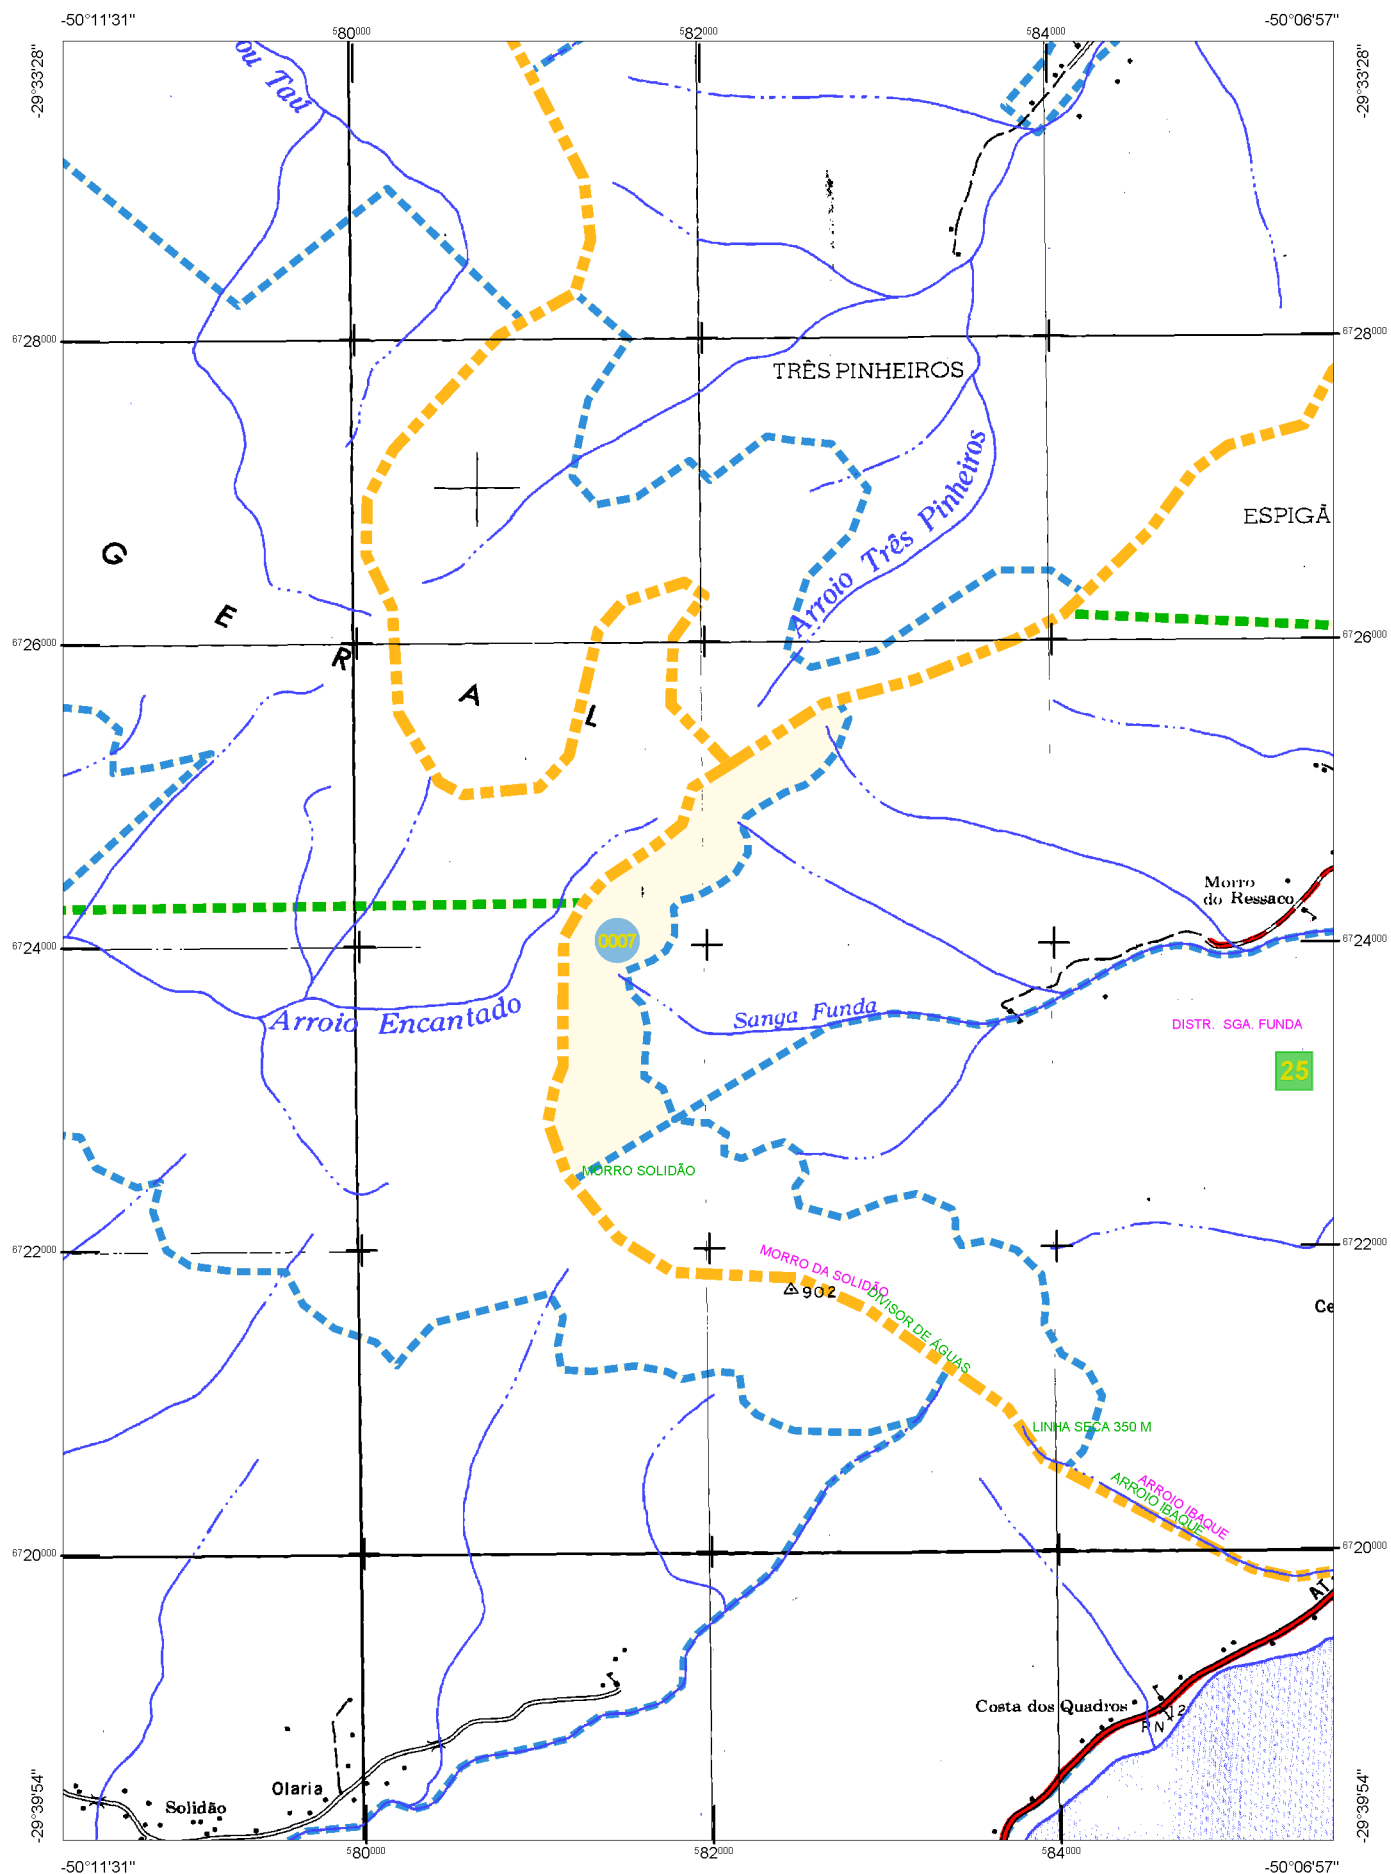 -50°11'31"
-50°06'57"
-29°33'28"
-29°33'28"
580000
582000
584000
ou Taú
6728000
6728000
TRÊS PINHEIROS
Arroio Três Pinheiros
ESPIGÃ
G
E
R
A
L
6726000
6726000
Morro
do Ressaco
0007
6724000
6724000
Arroio Encantado
Sanga Funda
DISTR. SGA. FUNDA
25
MORRO SOLIDÃO
6722000
6722000
MORRO DA SOLIDÃO
902
DIVISOR DE ÁGUAS
Ce
LINHA SECA 350 M
ARROIO IBAQUE
ARROIO IBAQUE
6720000
6720000
AT
Costa dos Quadros
RN
12
Olaria
Solidão
-29°39'54"
-29°39'54"
580000
582000
584000
-50°11'31"
-50°06'57"